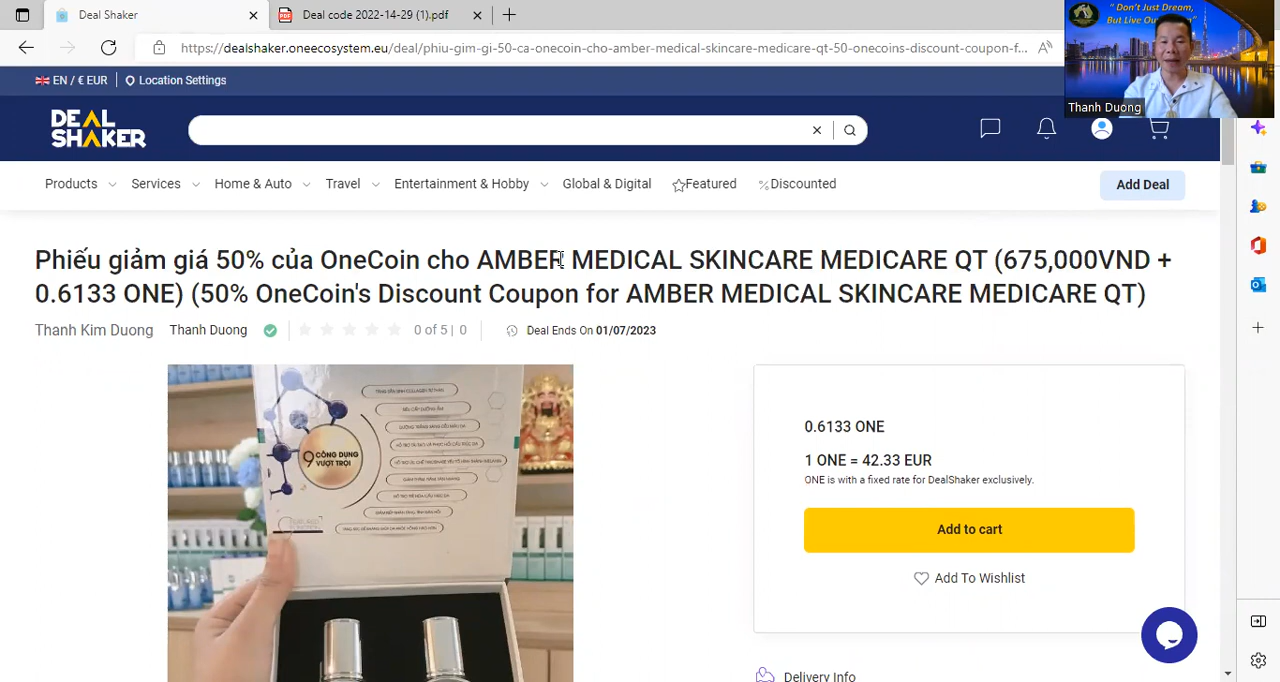 Deal Shaker
Deal code 2022-14-29 (1).pdf
https://dealshaker.oneecosystem.eu/deal/phiu-gim-gi-50-ca-onecoin-cho-amber-medical-skincare-medicare-qt-50-onecoins-discount-coupon-f...
" Don't Just Dream,
Thanh Duong
EN / € EUR
Location Settings
DEAL
SHAKER
Products
Services
Home & Auto
Travel
Entertainment & Hobby
Global & Digital
Featured
Discounted
Add Deal
Phiếu giảm giá 50% của OneCoin cho AMBER MEDICAL SKINCARE MEDICARE QT (675,000VND +
0.6133 ONE) (50% OneCoin's Discount Coupon for AMBER MEDICAL SKINCARE MEDICARE QT)
Thanh Kim Duong Thanh Duong 0 of 5 | 0 Deal Ends On 01/07/2023
9 CÔNG DỤNG
VƯỢT TRỘI
0.6133 ONE
1 ONE = 42.33 EUR
ONE is with a fixed rate for DealShaker exclusively.
Add to cart
Add To Wishlist
Delivery Info